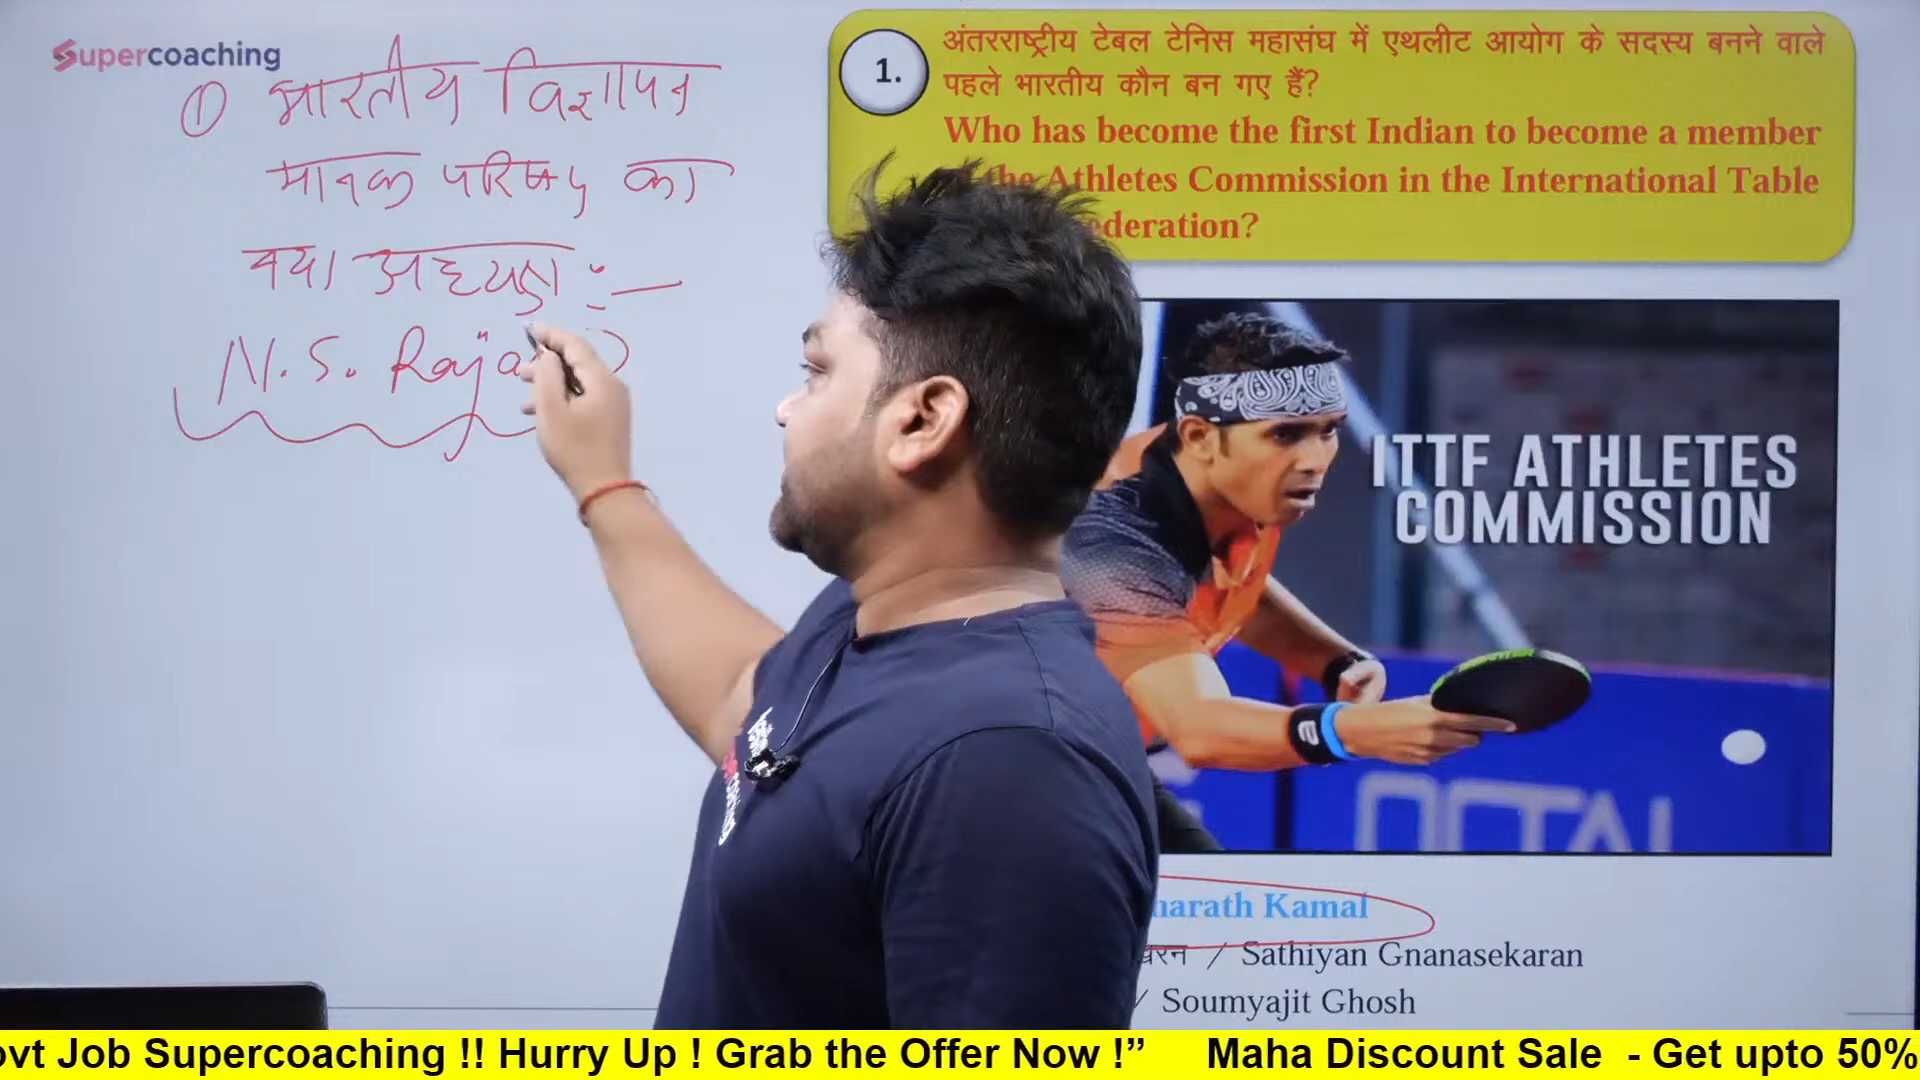 Supercoaching
① भारतीय विज्ञापन
मानक परिषद का
नया अध्यक्ष :-
N. S. Raja
1.
अंतरराष्ट्रीय टेबल टेनिस महासंघ में एथलीट आयोग के सदस्य बनने वाले
पहले भारतीय कौन बन गए हैं?
Who has become the first Indian to become a member
the Athletes Commission in the International Table
ederation?
ITTF ATHLETES
COMMISSION
harath Kamal
/ Sathiyan Gnanasekaran
/ Soumyajit Ghosh
ovt Job Supercoaching !! Hurry Up ! Grab the Offer Now !” Maha Discount Sale - Get upto 50%